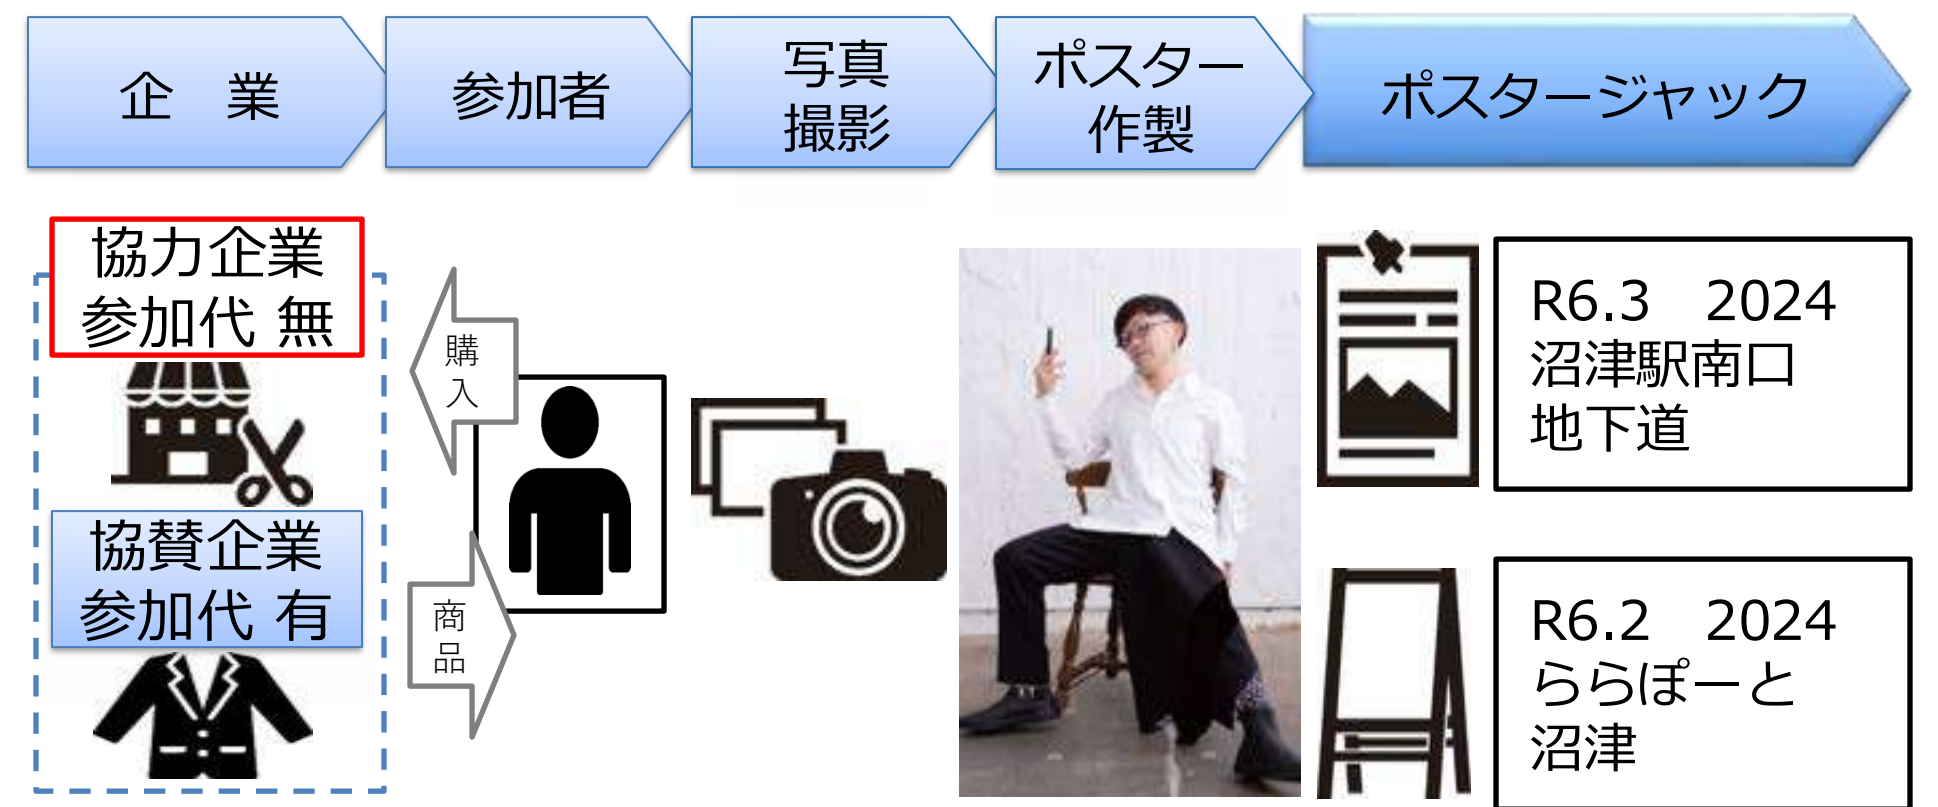 企　業
参加者
写真
撮影
ポスター
作製
ポスタージャック
協力企業
参加代 無
協賛企業
参加代 有
購
入
商
品
R6.3　2024
沼津駅南口
地下道
R6.2　2024
ららぽーと
沼津